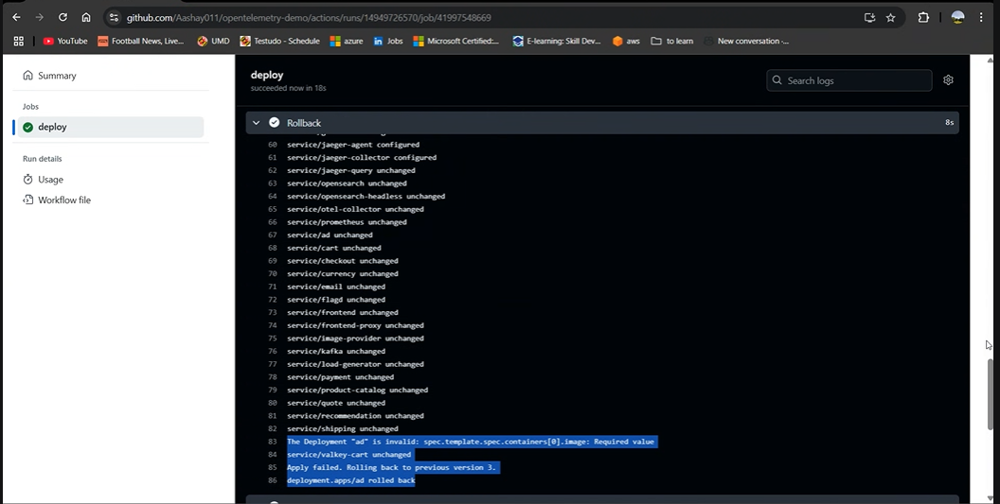 github.com/Aashay011/opentelemetry-demo/actions/runs/14949726570/job/41997548669
YouTube
Football News, Live...
UMD
Testudo - Schedule
azure
Jobs
Microsoft Certified:...
E-learning: Skill Dev...
aws
to learn
New conversation -...
Summary
Jobs
deploy
Run details
Usage
Workflow file
deploy
succeeded now in 18s
Search logs
Rollback
8s
60 service/jaeger-agent configured
61 service/jaeger-collector configured
62 service/jaeger-query unchanged
63 service/opensearch unchanged
64 service/opensearch-headless unchanged
65 service/otel-collector unchanged
66 service/prometheus unchanged
67 service/ad unchanged
68 service/cart unchanged
69 service/checkout unchanged
70 service/currency unchanged
71 service/email unchanged
72 service/flagd unchanged
73 service/frontend unchanged
74 service/frontend-proxy unchanged
75 service/image-provider unchanged
76 service/kafka unchanged
77 service/load-generator unchanged
78 service/payment unchanged
79 service/product-catalog unchanged
80 service/quote unchanged
81 service/recommendation unchanged
82 service/shipping unchanged
83 The Deployment "ad" is invalid: spec.template.spec.containers[0].image: Required value
84 service/valkey-cart unchanged
85 Apply failed. Rolling back to previous version 3.
86 deployment.apps/ad rolled back